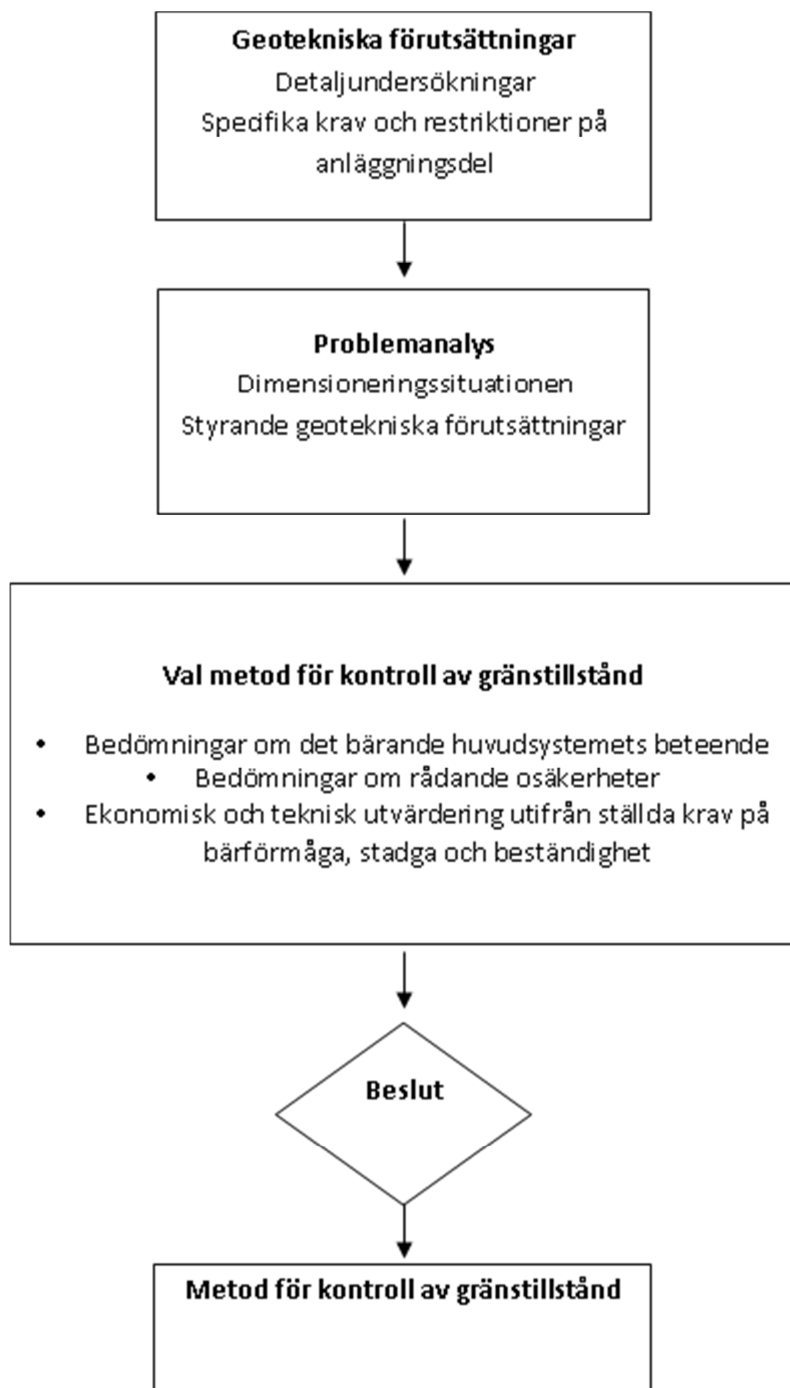 Geotekniska förutsättningar
Detaljundersökningar
Specifika krav och restriktioner på
anläggningsdel
Problemanalys
Dimensioneringssituationen
Styrande geotekniska förutsättningar
Val metod för kontroll av gränstillstånd
• Bedömningar om det bärande huvudsystemets beteende
• Bedömningar om rådande osäkerheter
• Ekonomisk och teknisk utvärdering utifrån ställda krav på
bärförmåga, stadga och beständighet
Beslut
Metod för kontroll av gränstillstånd